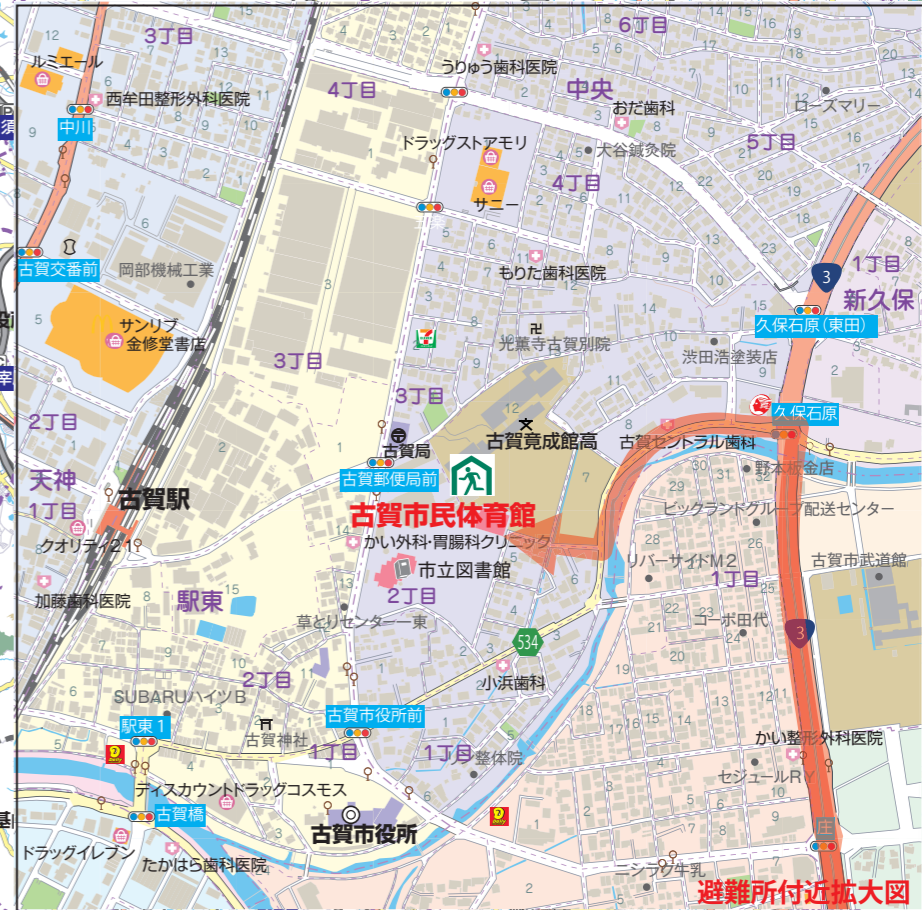 3丁目
6丁目
ルミエール
うりゅう歯科医院
4丁目
中央
西牟田整形外科医院
おだ歯科
ローズマリー
中川
ドラッグストアモリ
犬谷鍼灸院
5丁目
4丁目
サニー
古賀交番前
岡部機械工業
もりた歯科医院
1丁目
3
新久保
サンリブ
金修堂書店
久保石原(東田)
光薫寺古賀別院
渋田浩塗装店
3丁目
3丁目
2丁目
久保石原
古賀局
古賀竟成館高
古賀セントラル歯科
古賀郵便局前
野本板金店
天神
1丁目
古賀駅
古賀市民体育館
ビックランドグループ配送センター
クオリティ21
かい外科・胃腸科クリニック
市立図書館
リバーサイドM2
古賀市武道館
1丁目
加藤歯科医院
駅東
2丁目
草とりセンター一東
コーポ田代
534
3
小浜歯科
2丁目
SUBARUハイツB
駅東1
古賀市役所前
古賀神社
1丁目
1丁目
整体院
かい整形外科医院
セジュールRY
ディスカウントドラッグコスモス
古賀橋
古賀市役所
庄
ドラッグイレブン
たかはら歯科医院
ニシラク牛乳
避難所付近拡大図